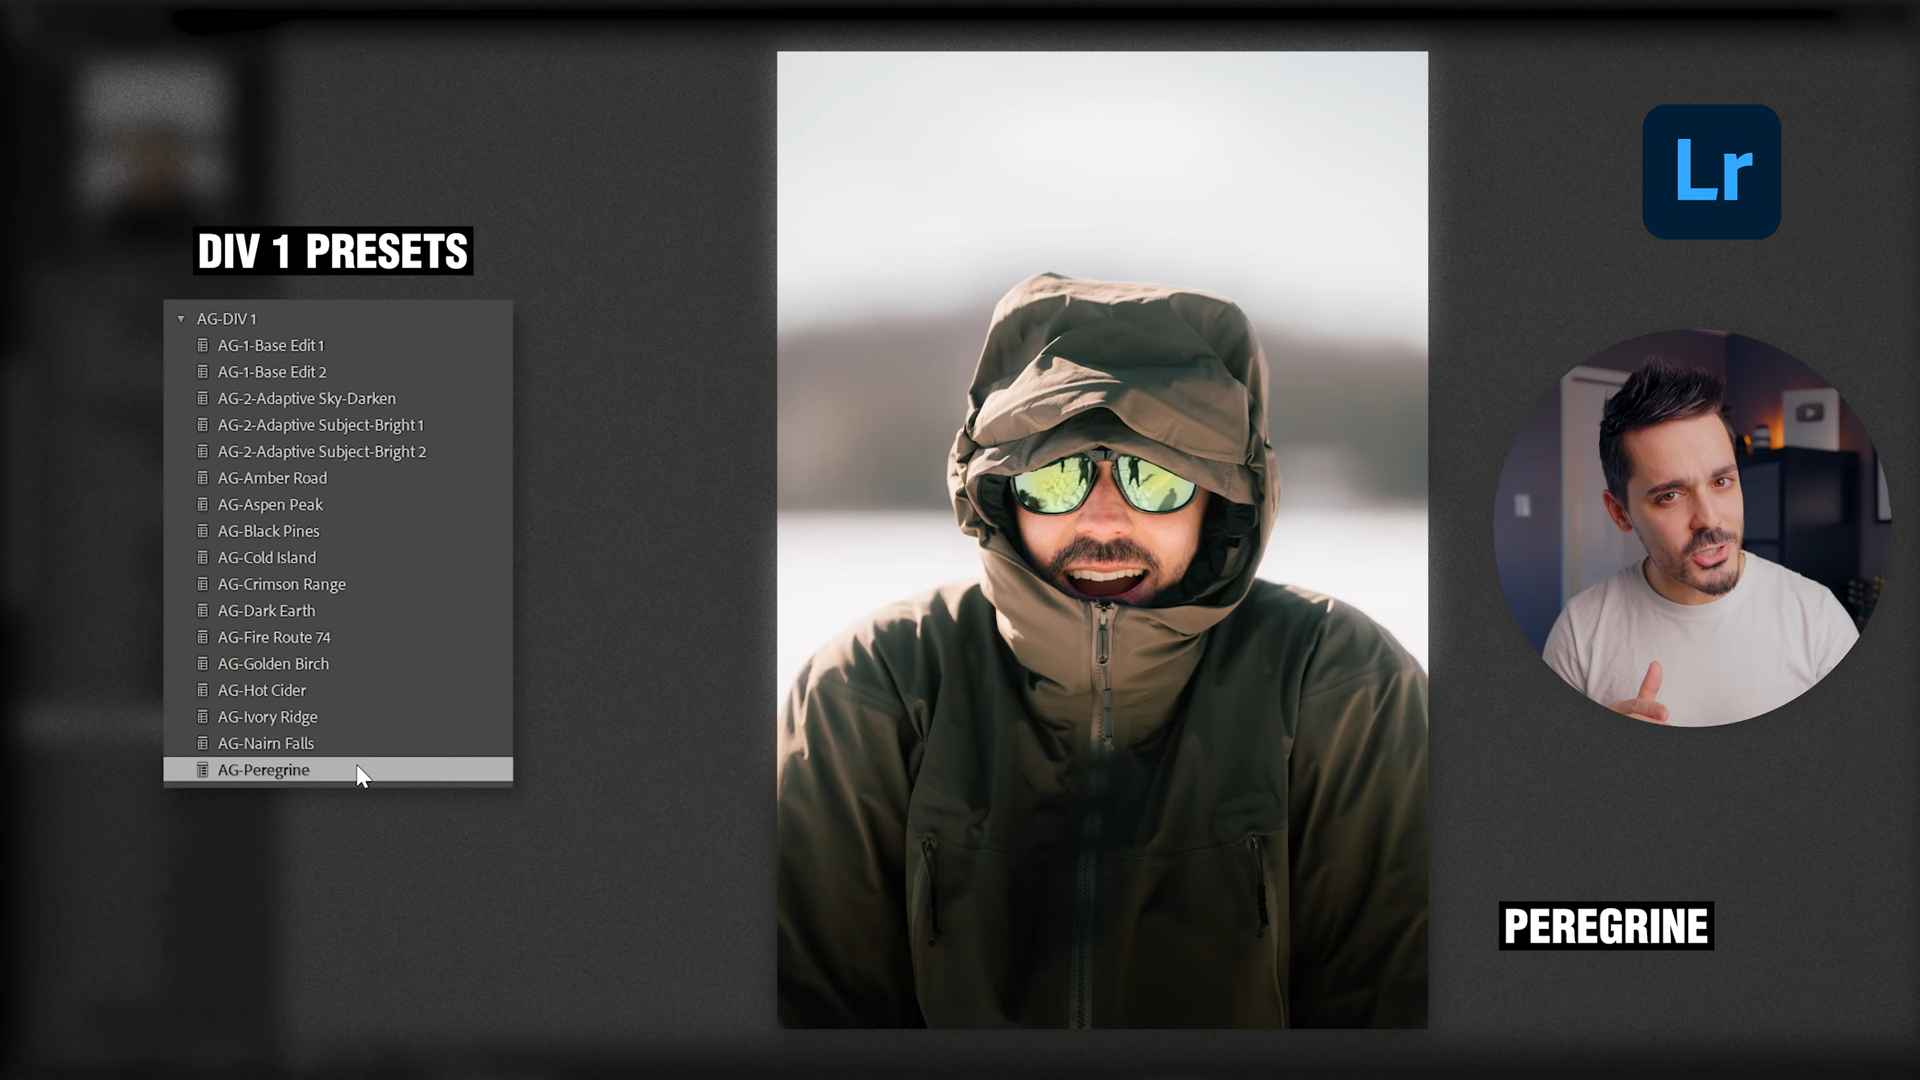 DIV 1 PRESETS
AG-DIV 1
AG-1-Base Edit 1
AG-1-Base Edit 2
AG-2-Adaptive Sky-Darken
AG-2-Adaptive Subject-Bright 1
AG-2-Adaptive Subject-Bright 2
AG-Amber Road
AG-Aspen Peak
AG-Black Pines
AG-Cold Island
AG-Crimson Range
AG-Dark Earth
AG-Fire Route 74
AG-Golden Birch
AG-Hot Cider
AG-Ivory Ridge
AG-Nairn Falls
AG-Peregrine
Lr
PEREGRINE